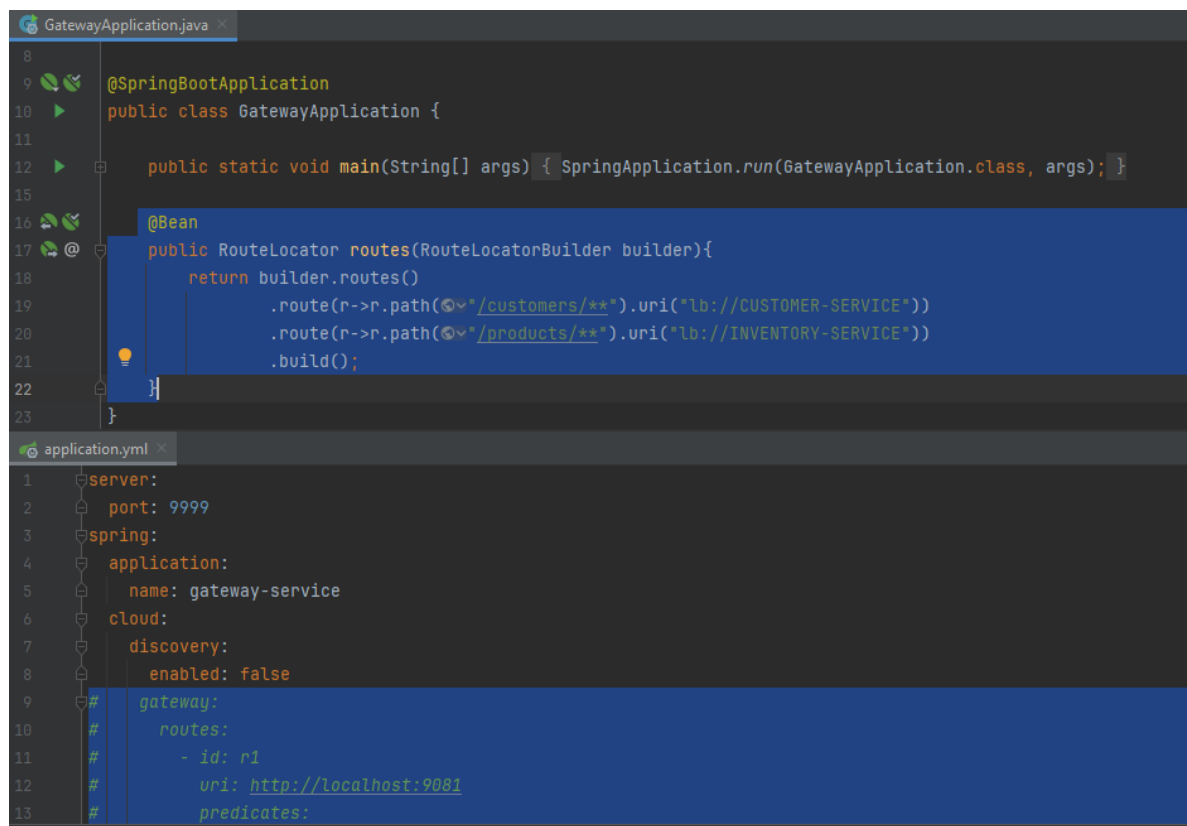 GatewayApplication.java
8
9 @SpringBootApplication
10 public class GatewayApplication {
11
12 public static void main(String[] args) { SpringApplication.run(GatewayApplication.class, args); }
15
16 @Bean
17 @ public RouteLocator routes(RouteLocatorBuilder builder){
18 return builder.routes()
19 .route(r->r.path("/customers/**").uri("lb://CUSTOMER-SERVICE"))
20 .route(r->r.path("/products/**").uri("lb://INVENTORY-SERVICE"))
21 .build();
22 }
23 }
application.yml
1 server:
2 port: 9999
3 spring:
4 application:
5 name: gateway-service
6 cloud:
7 discovery:
8 enabled: false
9 # gateway:
10 # routes:
11 # - id: r1
12 # uri: http://localhost:9081
13 # predicates: